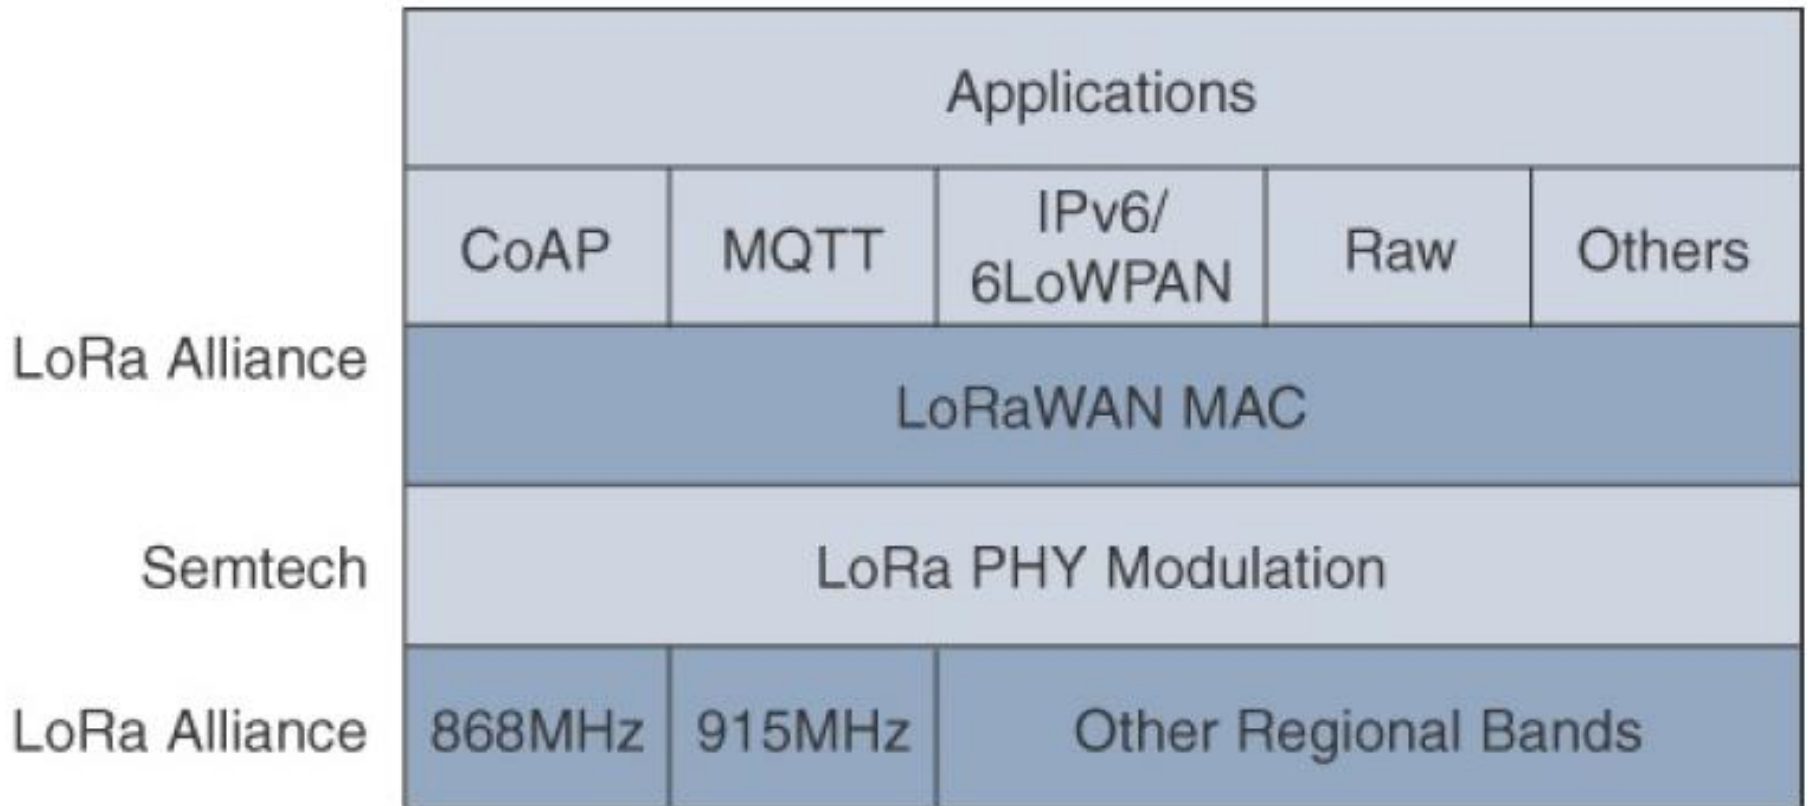 Applications
CoAP
MQTT
IPv6/
6LoWPAN
Raw
Others
LoRa Alliance
LoRaWAN MAC
Semtech
LoRa PHY Modulation
LoRa Alliance
868MHz
915MHz
Other Regional Bands